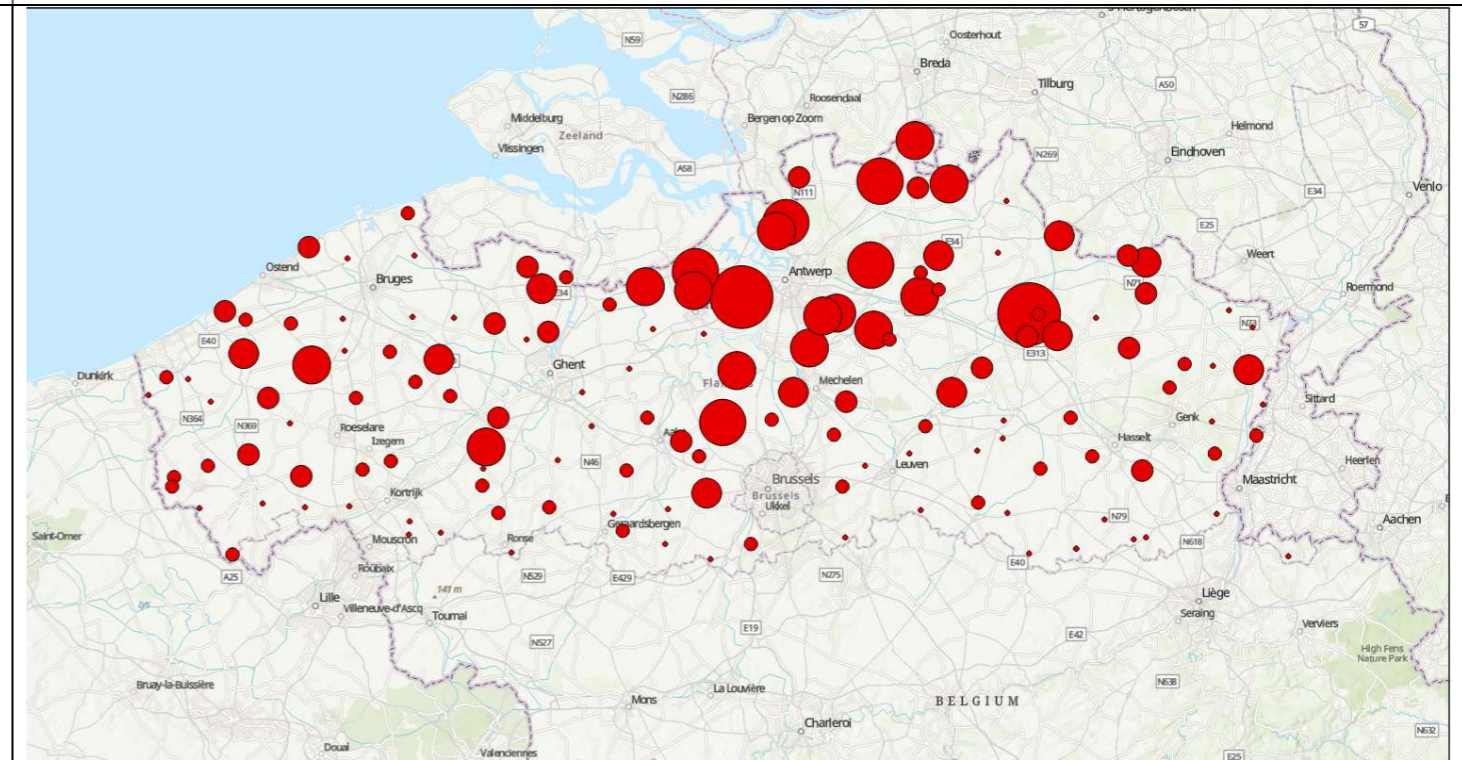 57
N59
Oosterhout
Breda
Tilburg
A50
N286
Roosendaal
Middelburg
Bergen op Zoom
Helmond
Zeeland
Vlissingen
Eindhoven
N269
A58
N111
E34
Venlo
E25
E34
Weert
Ostend
Bruges
Antwerp
N71
Roermond
E34
N73
E40
E313
Dunkirk
Ghent
Mechelen
N364
Sittard
N369
Roeselare
Genk
Izegem
Hasselt
N46
Leuven
Heerlen
Brussels
Brussels
Maastricht
Kortrijk
Ukkel
N79
Geraardsbergen
Aachen
Saint-Omer
Mouscron
Ronse
N618
E40
A25
Roubaix
N529
E429
N275
141 m
Lille
Liège
Villeneuve-d'Ascq
Tournai
Seraing
E19
E42
Verviers
N527
High Fens
Nature Park
Bruay-la-Buissière
La Louvière
N638
Mons
BELGIUM
Charleroi
N632
Douai
Valenciennes
E25